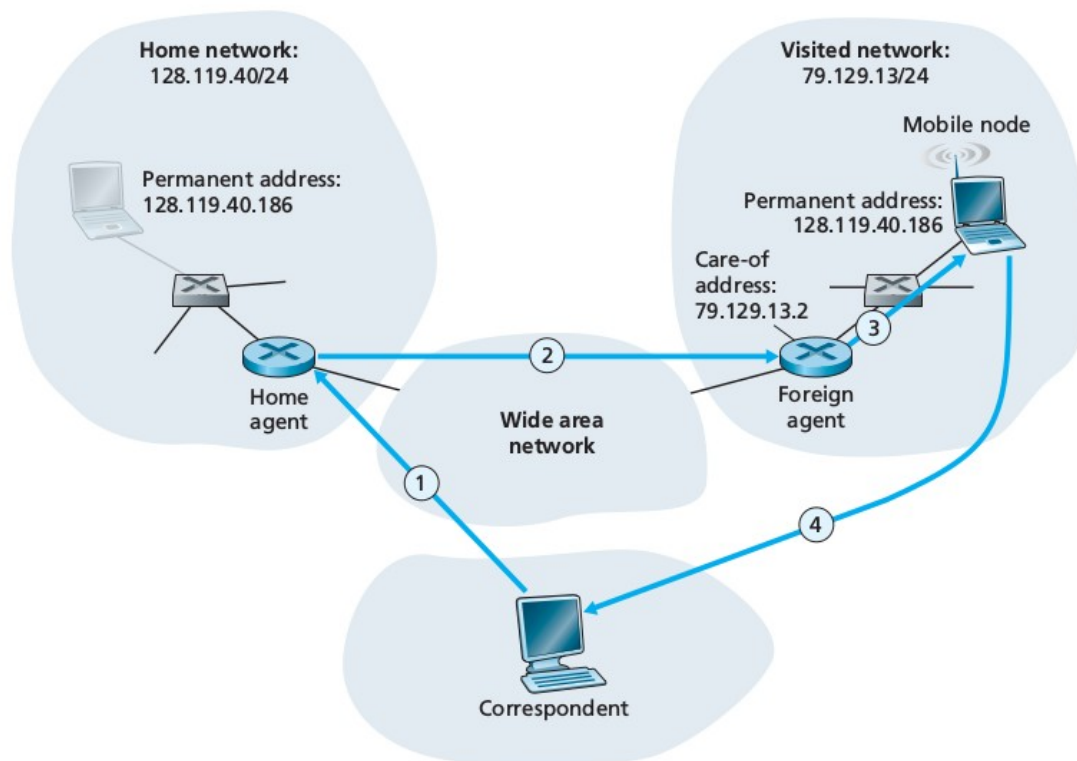 Home network:
128.119.40/24
Visited network:
79.129.13/24
Mobile node
Permanent address:
128.119.40.186
Permanent address:
128.119.40.186
Care-of
address:
79.129.13.2
3
2
Home
agent
Foreign
agent
Wide area
network
1
4
Correspondent